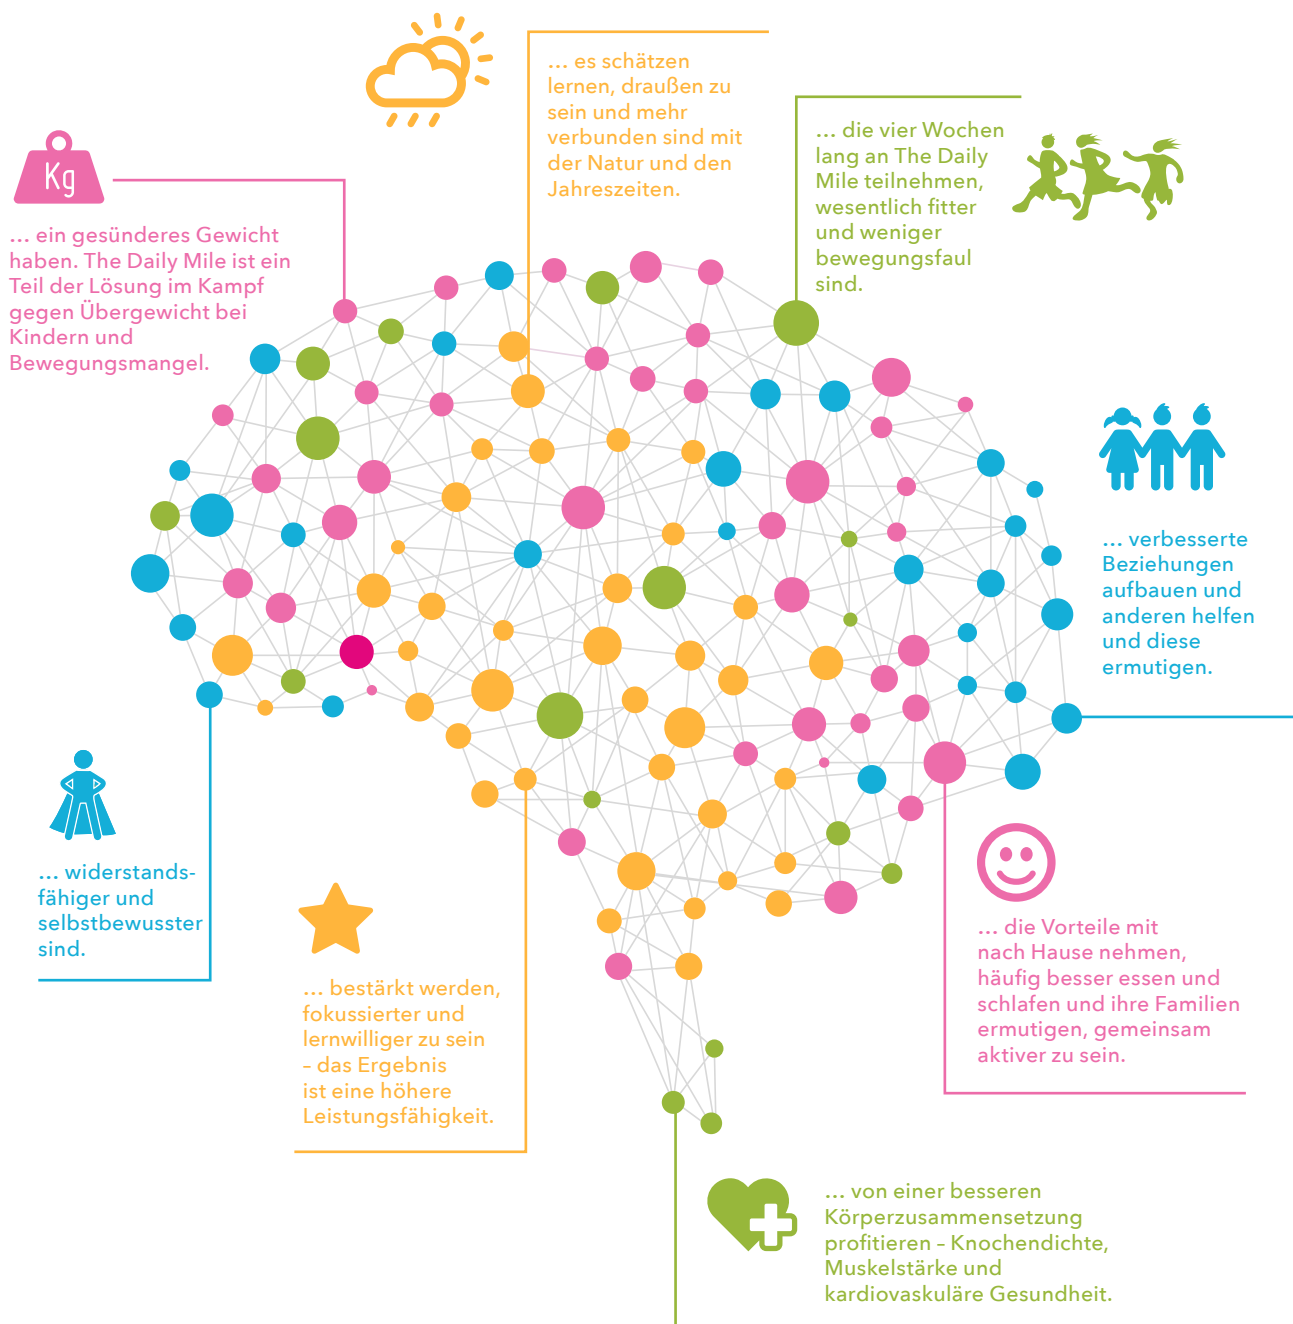 … es schätzen
lernen, draußen zu
sein und mehr
verbunden sind mit
der Natur und den
Jahreszeiten.
… die vier Wochen
lang an The Daily
Mile teilnehmen,
wesentlich fitter
und weniger
bewegungsfaul
sind.
Kg
… ein gesünderes Gewicht
haben. The Daily Mile ist ein
Teil der Lösung im Kampf
gegen Übergewicht bei
Kindern und
Bewegungsmangel.
… verbesserte
Beziehungen
aufbauen und
anderen helfen
und diese
ermutigen.
… widerstands-
fähiger und
selbstbewusster
sind.
… bestärkt werden,
fokussierter und
lernwilliger zu sein
– das Ergebnis
ist eine höhere
Leistungsfähigkeit.
… die Vorteile mit
nach Hause nehmen,
häufig besser essen und
schlafen und ihre Familien
ermutigen, gemeinsam
aktiver zu sein.
… von einer besseren
Körperzusammensetzung
profitieren – Knochendichte,
Muskelstärke und
kardiovaskuläre Gesundheit.